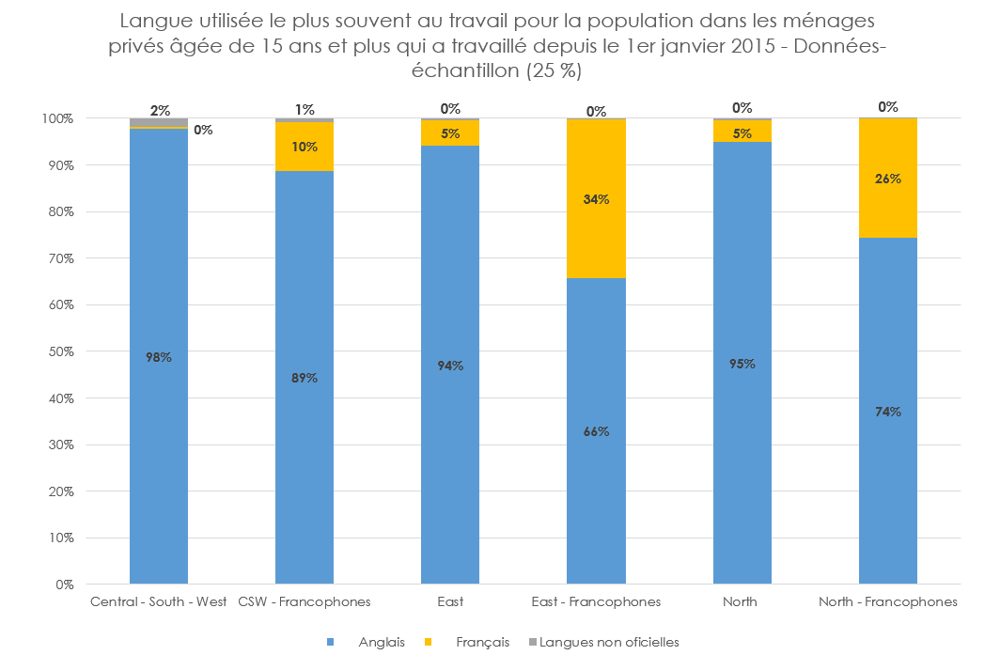 Langue utilisée le plus souvent au travail pour la population dans les ménages
privés âgée de 15 ans et plus qui a travaillé depuis le 1er janvier 2015 - Données-
échantillon (25 %)
2% 1% 0% 0% 0% 0%
100%
0% 10% 5% 5%
90%
34% 26%
80%
70%
60%
50%
98% 89% 94% 95%
40%
66% 74%
30%
20%
10%
0%
Central - South - West CSW - Francophones East East - Francophones North North - Francophones
Anglais Français Langues non oficielles